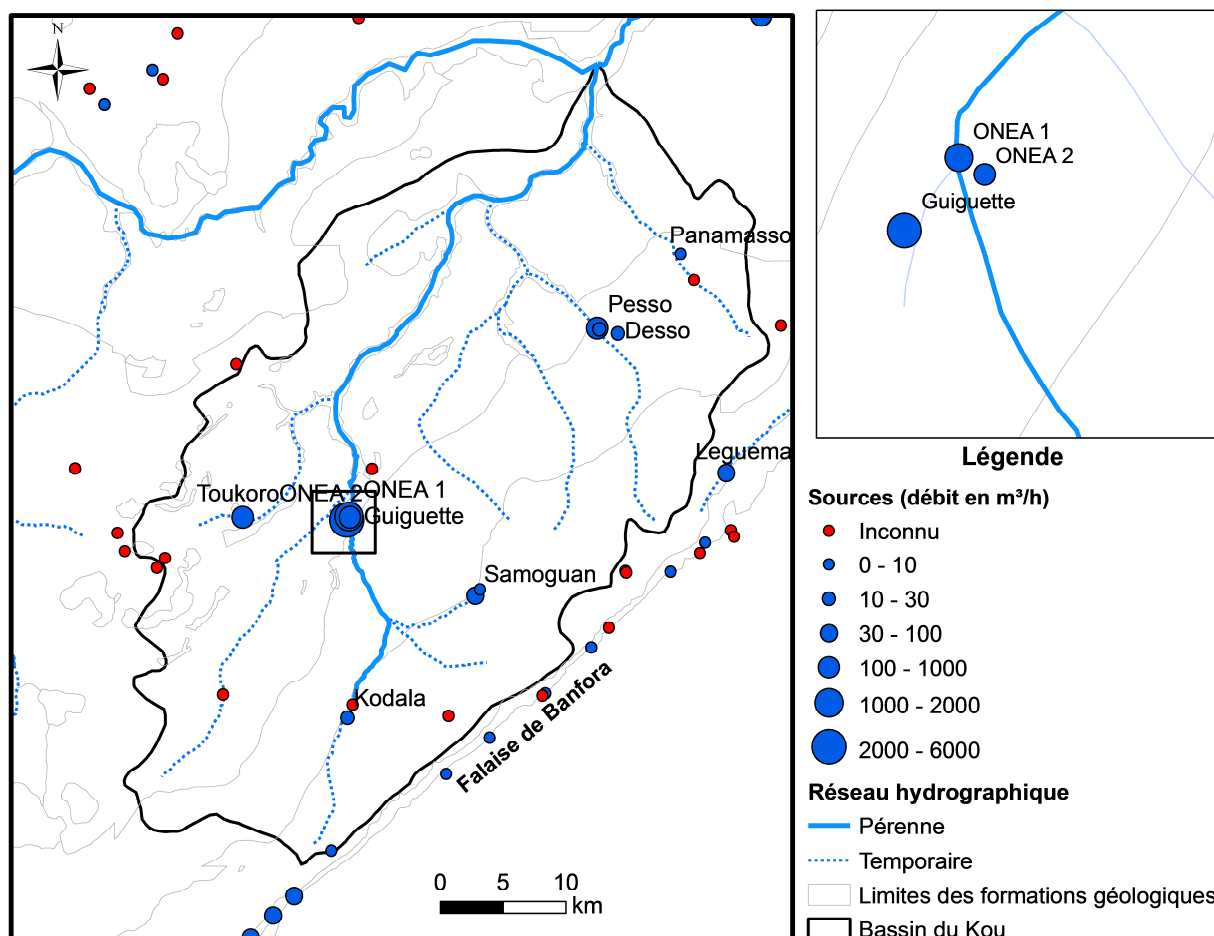 N
Panamasso
Pesso
Desso
Leguema
ToukoroONEA 2ONEA 1
Guiguette
Samoguan
Kodala
Falaise de Banfora
0 5 10
km
ONEA 1
ONEA 2
Guiguette
Légende
Sources (débit en m³/h)
Inconnu
0 - 10
10 - 30
30 - 100
100 - 1000
1000 - 2000
2000 - 6000
Réseau hydrographique
Pérenne
Temporaire
Limites des formations géologiques
Bassin du Kou